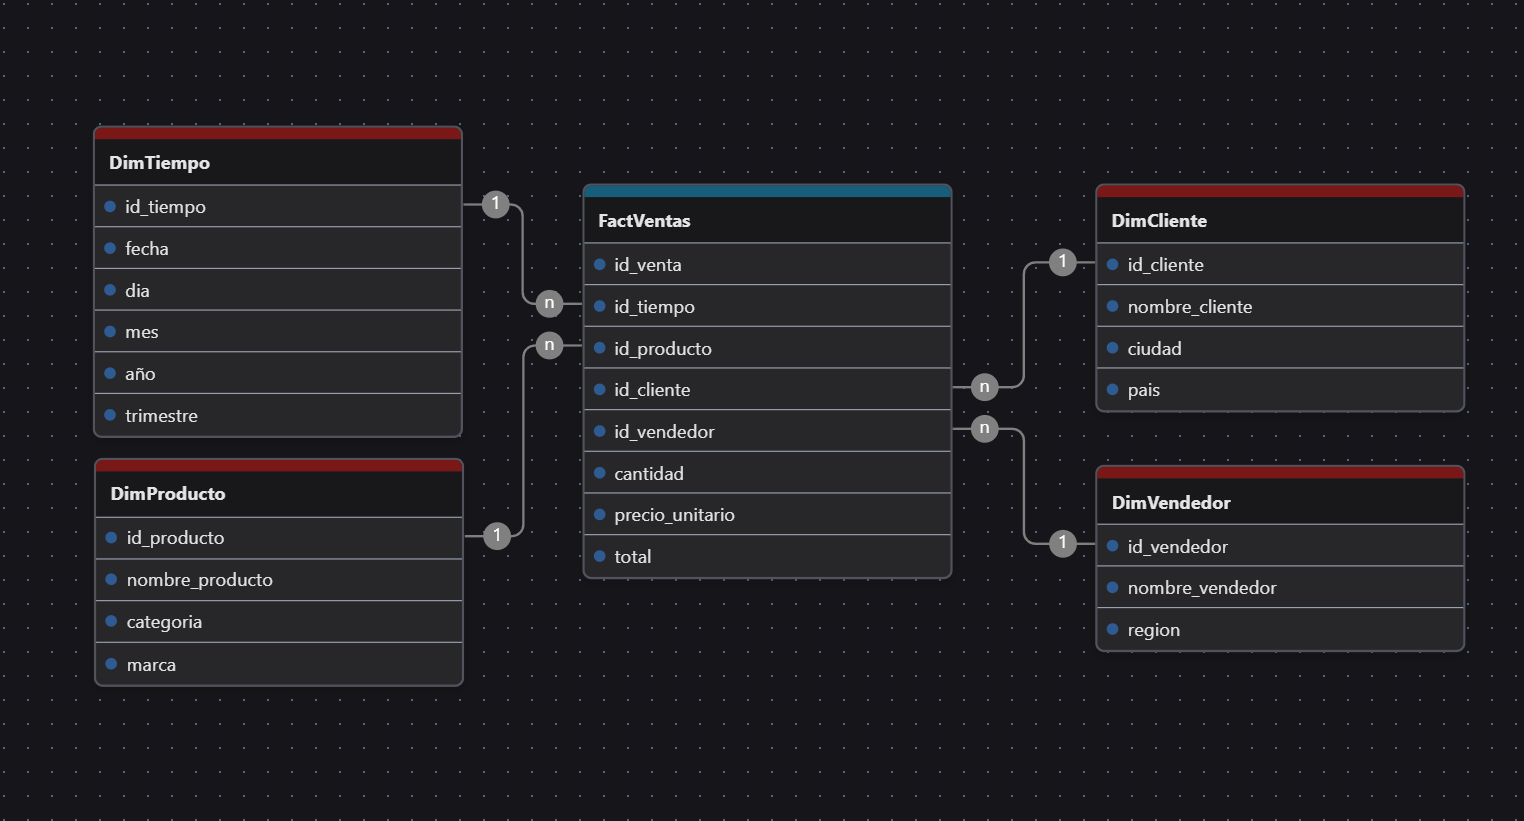 DimTiempo
id_tiempo
fecha
dia
mes
año
trimestre
DimProducto
id_producto
nombre_producto
categoria
marca
1
n
n
1
FactVentas
id_venta
id_tiempo
id_producto
id_cliente
id_vendedor
cantidad
precio_unitario
total
1
n
n
1
DimCliente
id_cliente
nombre_cliente
ciudad
pais
DimVendedor
id_vendedor
nombre_vendedor
region